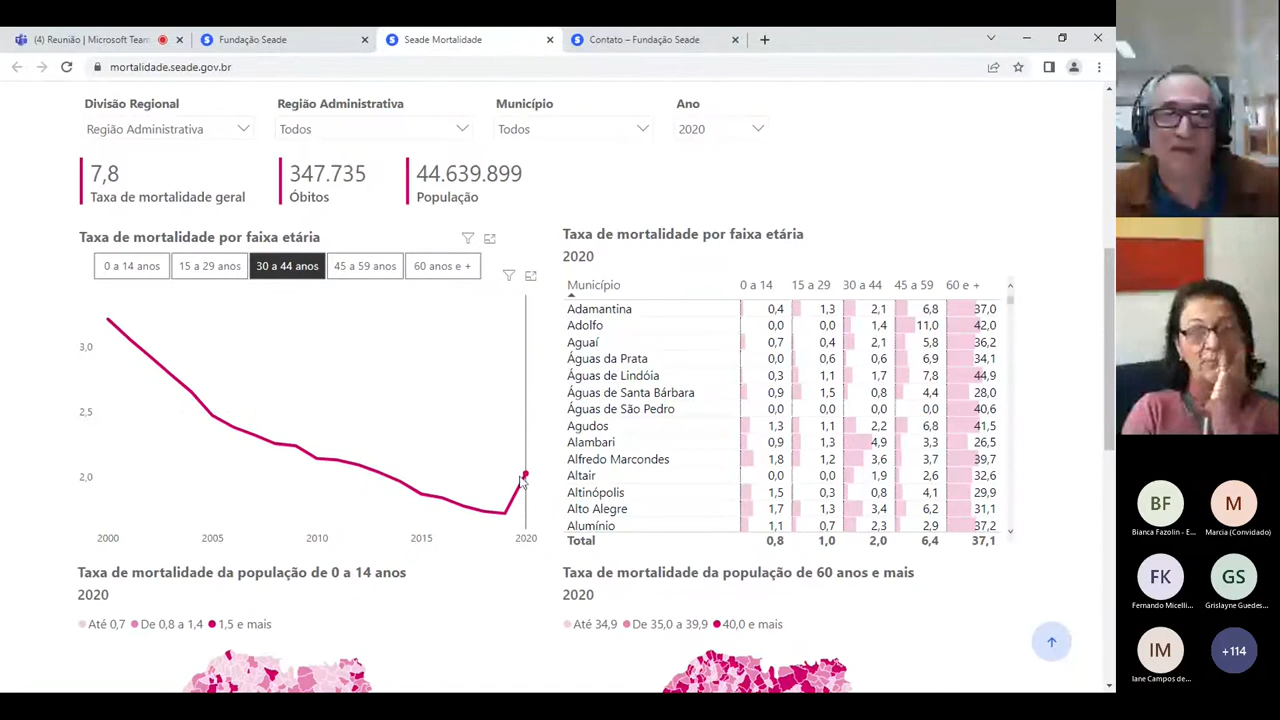 (4) Reunião | Microsoft Team
Fundação Seade
Seade Mortalidade
Contato – Fundação Seade
mortalidade.seade.gov.br
Divisão Regional
Região Administrativa
Município
Ano
Região Administrativa
Todos
Todos
2020
7,8
347.735
44.639.899
Taxa de mortalidade geral
Óbitos
População
Taxa de mortalidade por faixa etária
0 a 14 anos
15 a 29 anos
30 a 44 anos
45 a 59 anos
60 anos e +
3,0
2,5
2,0
2000
2005
2010
2015
2020
Taxa de mortalidade por faixa etária
2020
Município 0 a 14 15 a 29 30 a 44 45 a 59 60 e +
Adamantina 0,4 1,3 2,1 6,8 37,0
Adolfo 0,0 0,0 1,4 11,0 42,0
Aguaí 0,7 0,4 2,1 5,8 36,2
Águas da Prata 0,0 0,6 0,6 6,9 34,1
Águas de Lindóia 0,3 1,1 1,7 7,8 44,9
Águas de Santa Bárbara 0,9 1,5 0,8 4,4 28,0
Águas de São Pedro 0,0 0,0 0,0 0,0 40,6
Agudos 1,3 1,1 2,2 6,8 41,5
Alambari 0,9 1,3 4,9 3,3 26,5
Alfredo Marcondes 1,8 1,2 3,6 3,7 39,7
Altair 0,0 0,0 1,9 2,6 32,6
Altinópolis 1,5 0,3 0,8 4,1 29,9
Alto Alegre 1,7 1,3 3,4 6,2 31,1
Alumínio 1,1 0,7 2,3 2,9 37,2
Total 0,8 1,0 2,0 6,4 37,1
Taxa de mortalidade da população de 0 a 14 anos
2020
Até 0,7 De 0,8 a 1,4 1,5 e mais
Taxa de mortalidade da população de 60 anos e mais
2020
Até 34,9 De 35,0 a 39,9 40,0 e mais
BF
M
Bianca Fazolin - E...
Marcia (Convidado)
FK
GS
Fernando Micelli...
Grislayne Guedes...
IM
+114
Iane Campos de...